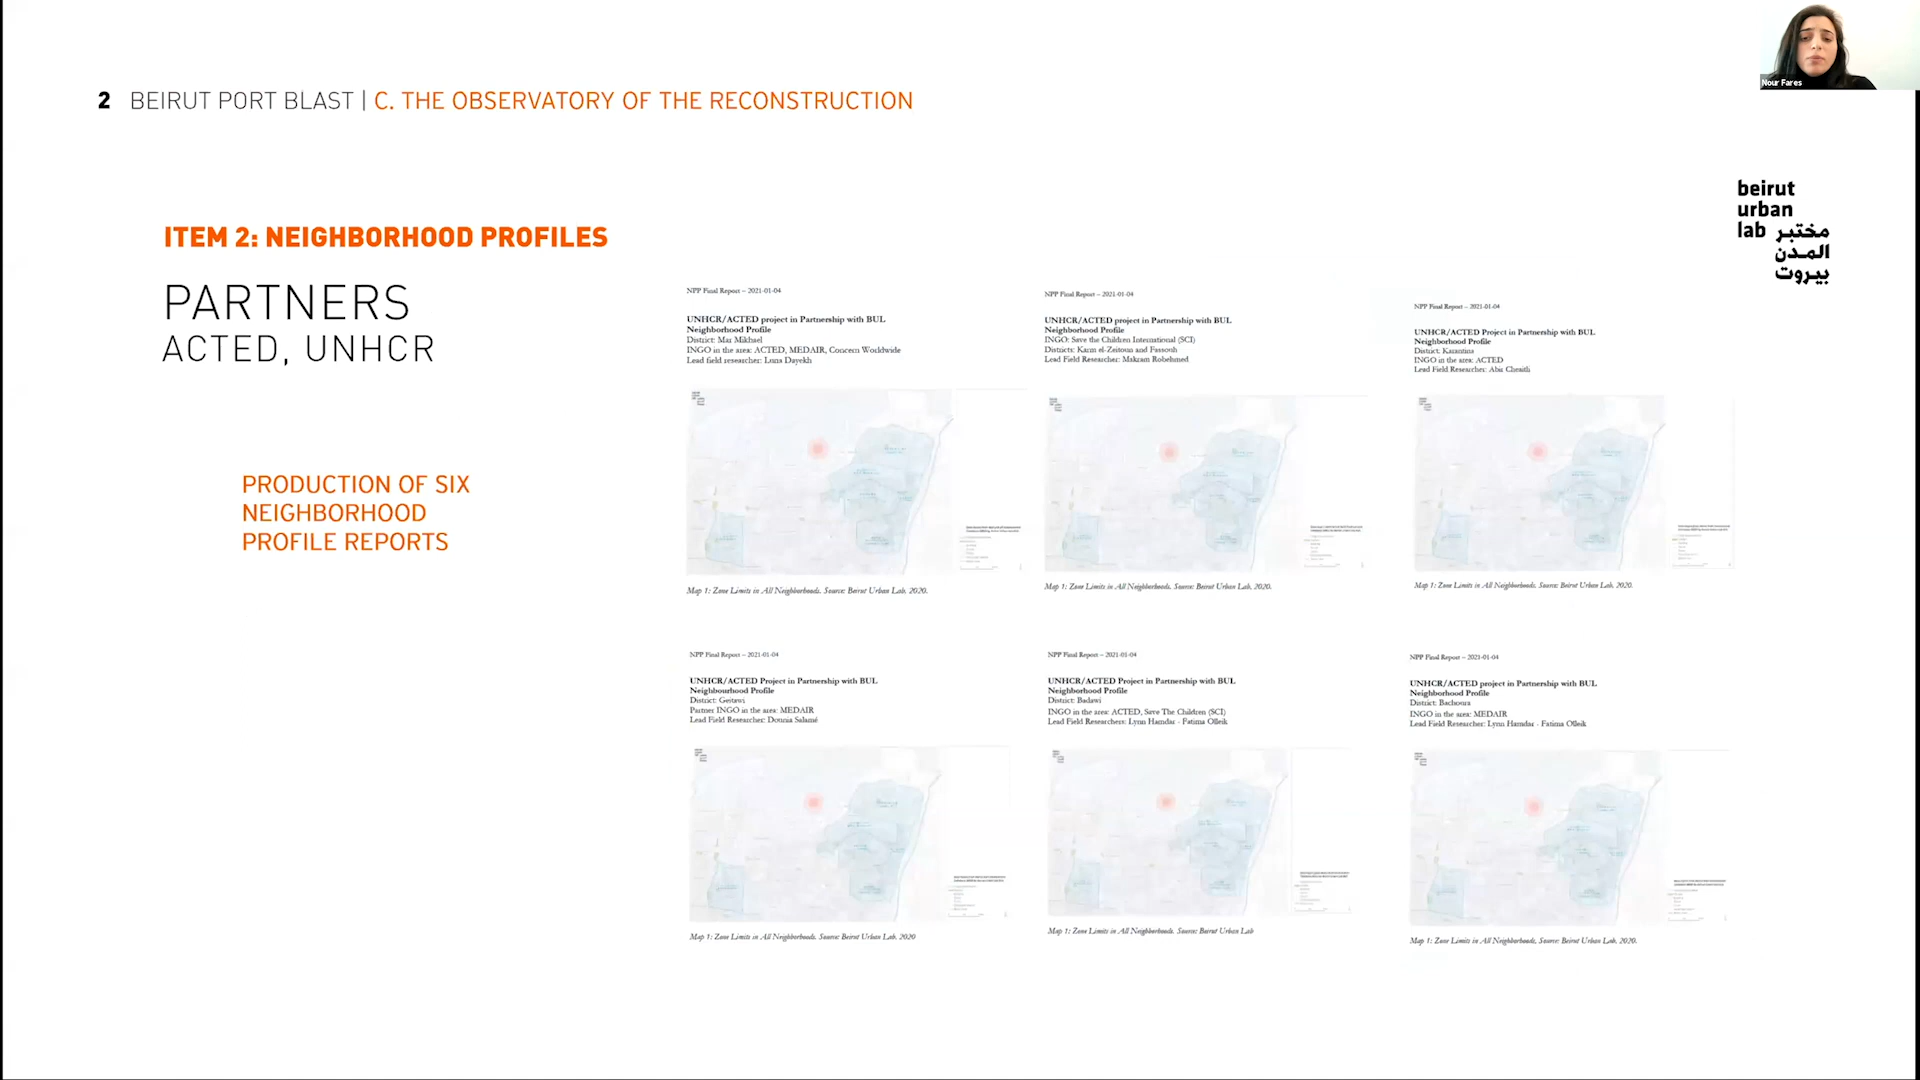 Nour Fares
2 BEIRUT PORT BLAST | C. THE OBSERVATORY OF THE RECONSTRUCTION
beirut
urban
lab مختبر
المدن
بيروت
ITEM 2: NEIGHBORHOOD PROFILES
PARTNERS
ACTED, UNHCR
PRODUCTION OF SIX
NEIGHBORHOOD
PROFILE REPORTS
NPP Final Report – 2021-01-04
UNHCR/ACTED project in Partnership with BUL
Neighborhood Profile
District: Mar Mikhael
INGO in the area: ACTED, MEDAIR, Concern Worldwide
Lead field researcher: Luna Dayekh
Map 1: Zone Limits in All Neighborhoods. Source: Beirut Urban Lab, 2020.
NPP Final Report – 2021-01-04
UNHCR/ACTED project in Partnership with BUL
Neighborhood Profile
INGO: Save the Children International (SCI)
Districts: Karm el-Zeitoun and Fassouh
Lead Field Researcher: Makram Robehmed
Map 1: Zone Limits in All Neighborhoods. Source: Beirut Urban Lab, 2020.
NPP Final Report – 2021-01-04
UNHCR/ACTED Project in Partnership with BUL
Neighborhood Profile
District: Karantina
INGO in the area: ACTED
Lead Field Researcher: Abir Cheaitli
Map 1: Zone Limits in All Neighborhoods. Source: Beirut Urban Lab, 2020.
NPP Final Report – 2021-01-04
UNHCR/ACTED Project in Partnership with BUL
Neighbourhood Profile
District: Geitawi
Partner INGO in the area: MEDAIR
Lead Field Researcher: Donnia Salamé
Map 1: Zone Limits in All Neighborhoods. Source: Beirut Urban Lab, 2020
NPP Final Report – 2021-01-04
UNHCR/ACTED Project in Partnership with BUL
Neighborhood Profile
District: Badawi
INGO in the area: ACTED, Save The Children (SCI)
Lead Field Researchers: Lynn Hamdar - Fatima Olleik
Map 1: Zone Limits in All Neighborhoods. Source: Beirut Urban Lab
NPP Final Report – 2021-01-04
UNHCR/ACTED project in Partnership with BUL
Neighborhood Profile
District: Bachoura
INGO in the area: MEDAIR
Lead Field Researcher: Lynn Hamdar - Fatima Olleik
Map 1: Zone Limits in All Neighborhoods, Source: Beirut Urban Lab, 2020.